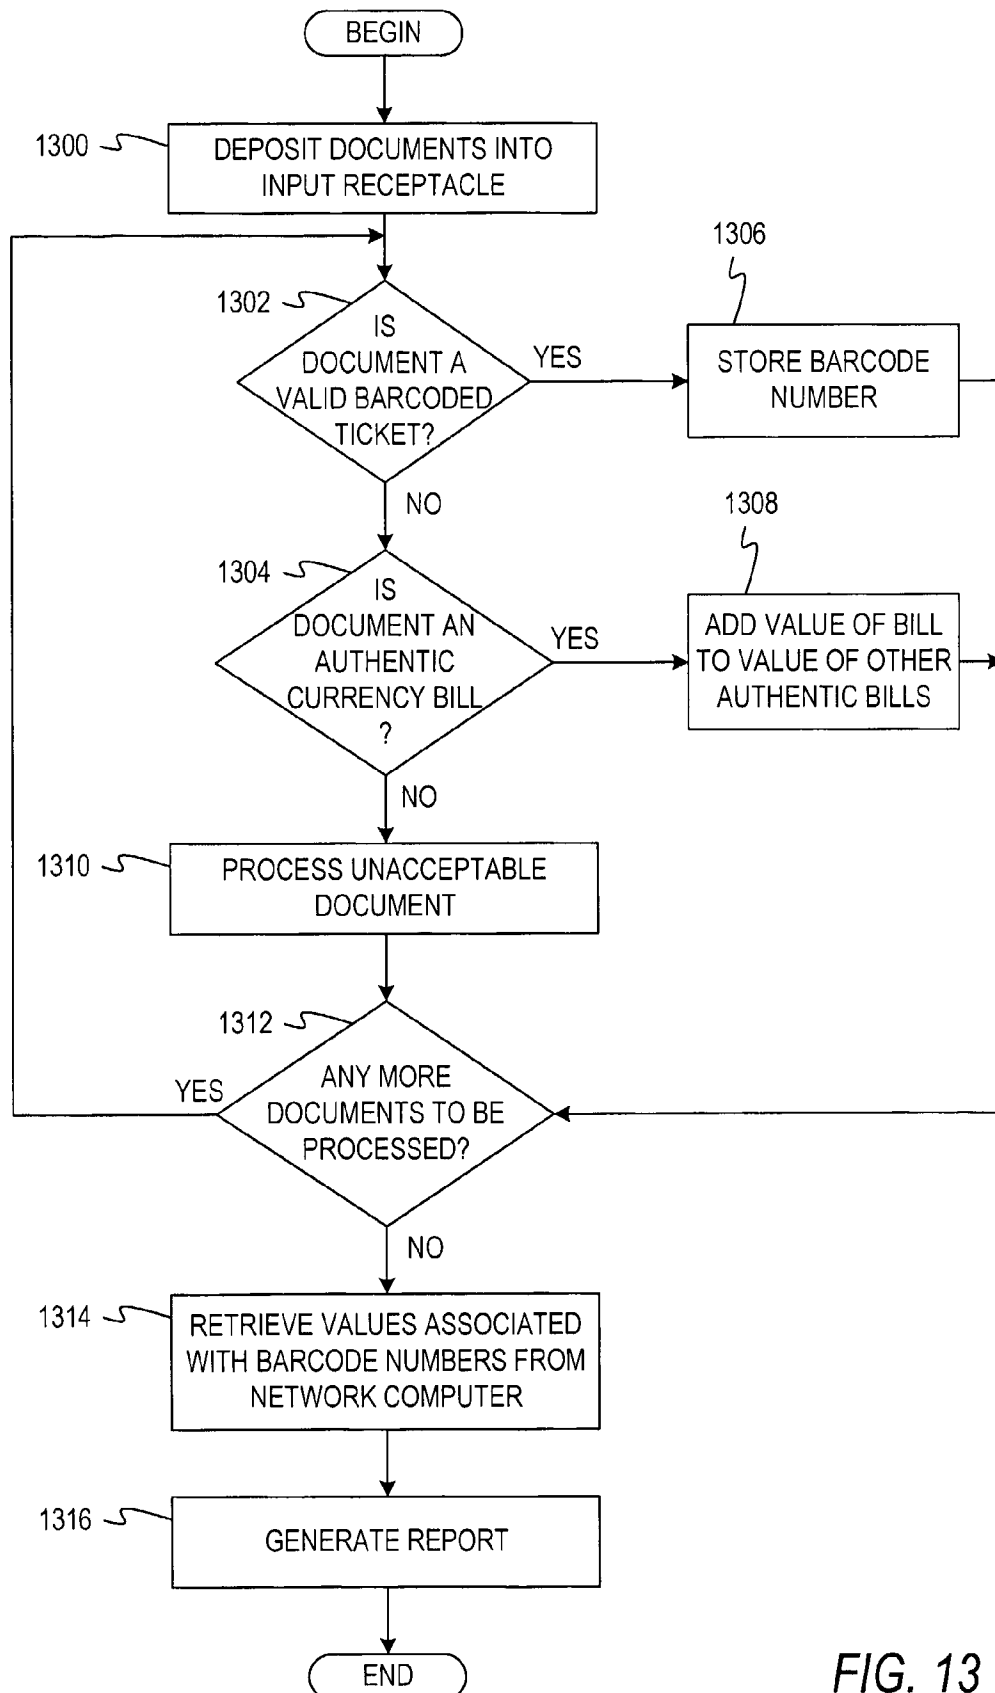 BEGIN
1300
DEPOSIT DOCUMENTS INTO
INPUT RECEPTACLE
1302
IS
DOCUMENT A
VALID BARCODED
TICKET?
YES
1306
STORE BARCODE
NUMBER
NO
1304
IS
DOCUMENT AN
AUTHENTIC
CURRENCY BILL
?
YES
1308
ADD VALUE OF BILL
TO VALUE OF OTHER
AUTHENTIC BILLS
NO
1310
PROCESS UNACCEPTABLE
DOCUMENT
1312
YES
ANY MORE
DOCUMENTS TO BE
PROCESSED?
NO
1314
RETRIEVE VALUES ASSOCIATED
WITH BARCODE NUMBERS FROM
NETWORK COMPUTER
1316
GENERATE REPORT
END
FIG. 13